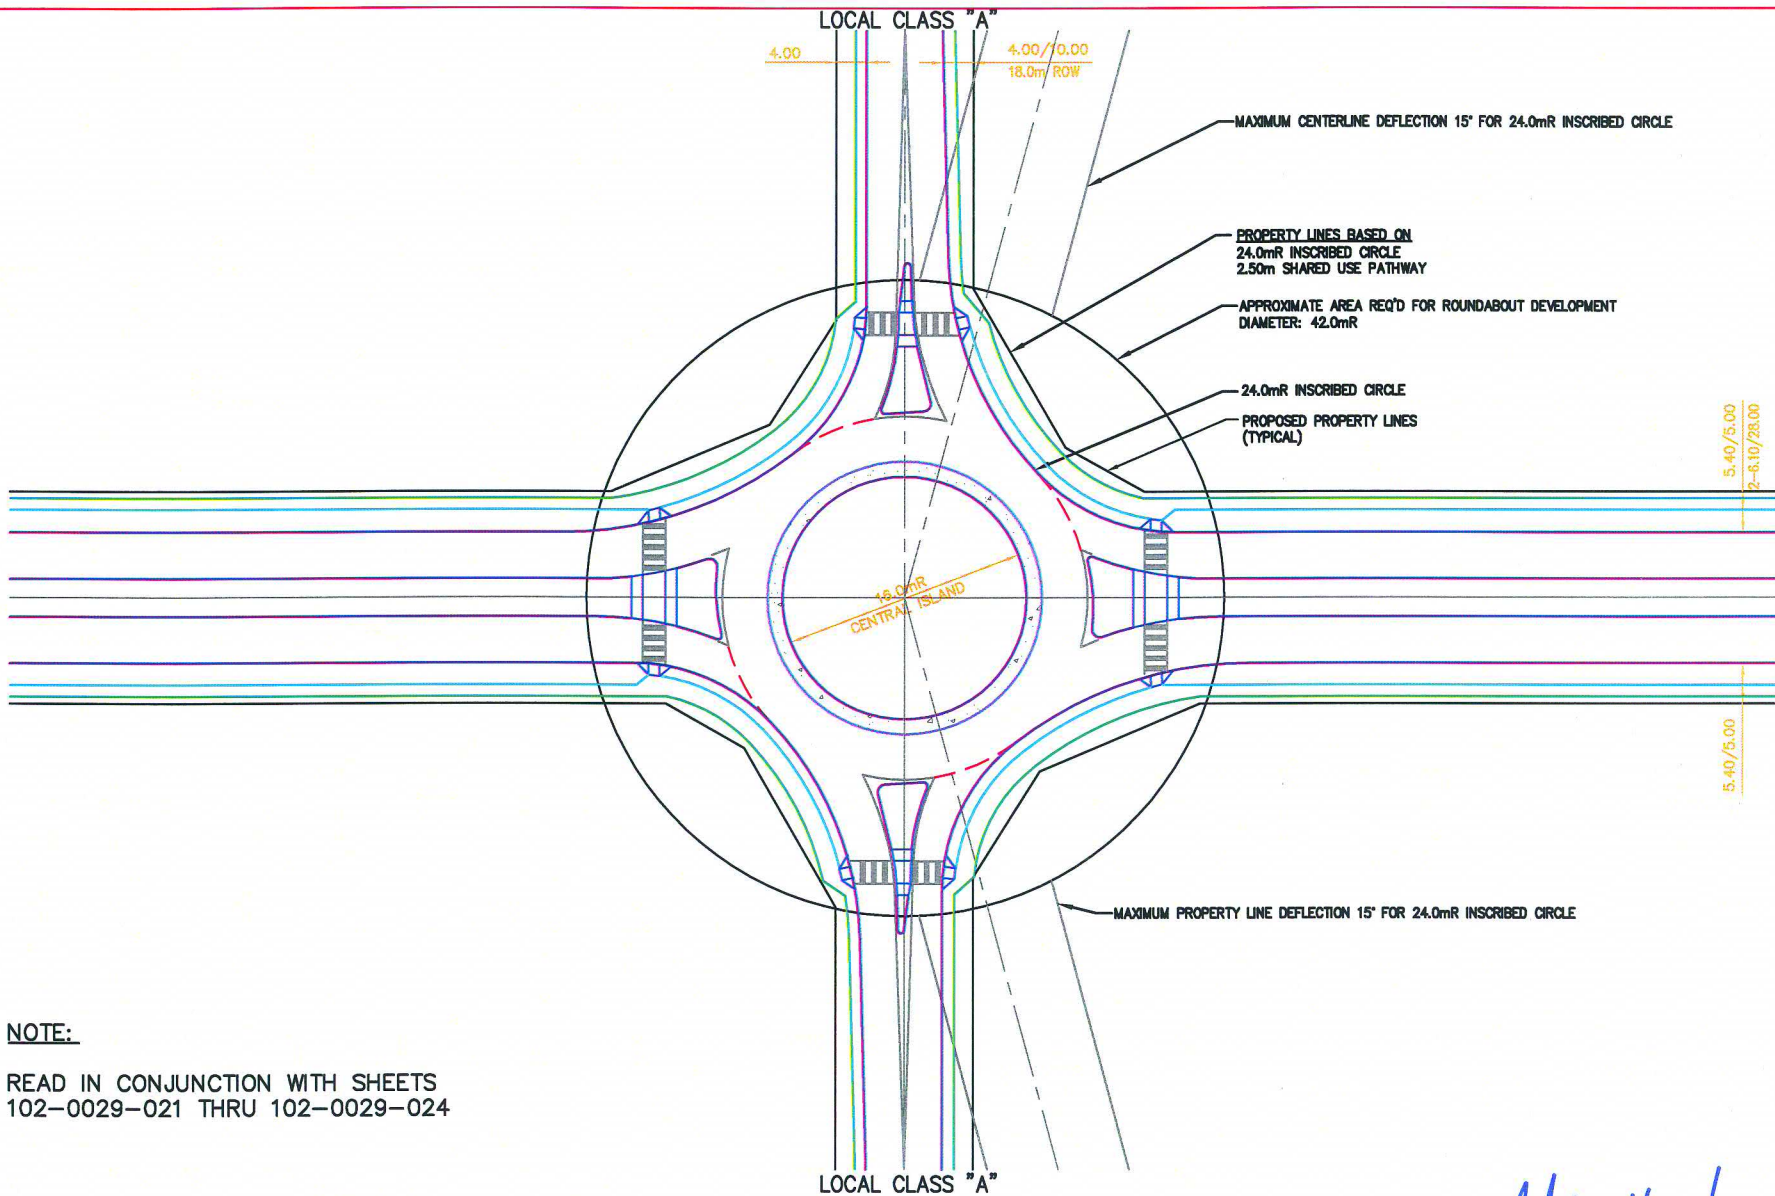 LOCAL CLASS "A"
4.00
4.00/10.00
18.0m ROW
MAXIMUM CENTERLINE DEFLECTION 15° FOR 24.0mR INSCRIBED CIRCLE
PROPERTY LINES BASED ON
24.0mR INSCRIBED CIRCLE
2.50m SHARED USE PATHWAY
APPROXIMATE AREA REQ'D FOR ROUNDABOUT DEVELOPMENT
DIAMETER: 42.0mR
24.0mR INSCRIBED CIRCLE
PROPOSED PROPERTY LINES
(TYPICAL)
5.40/5.00
2-6.10/28.00
16.0mR
CENTRAL ISLAND
5.40/5.00
MAXIMUM PROPERTY LINE DEFLECTION 15° FOR 24.0mR INSCRIBED CIRCLE
NOTE:
READ IN CONJUNCTION WITH SHEETS
102-0029-021 THRU 102-0029-024
LOCAL CLASS "A"